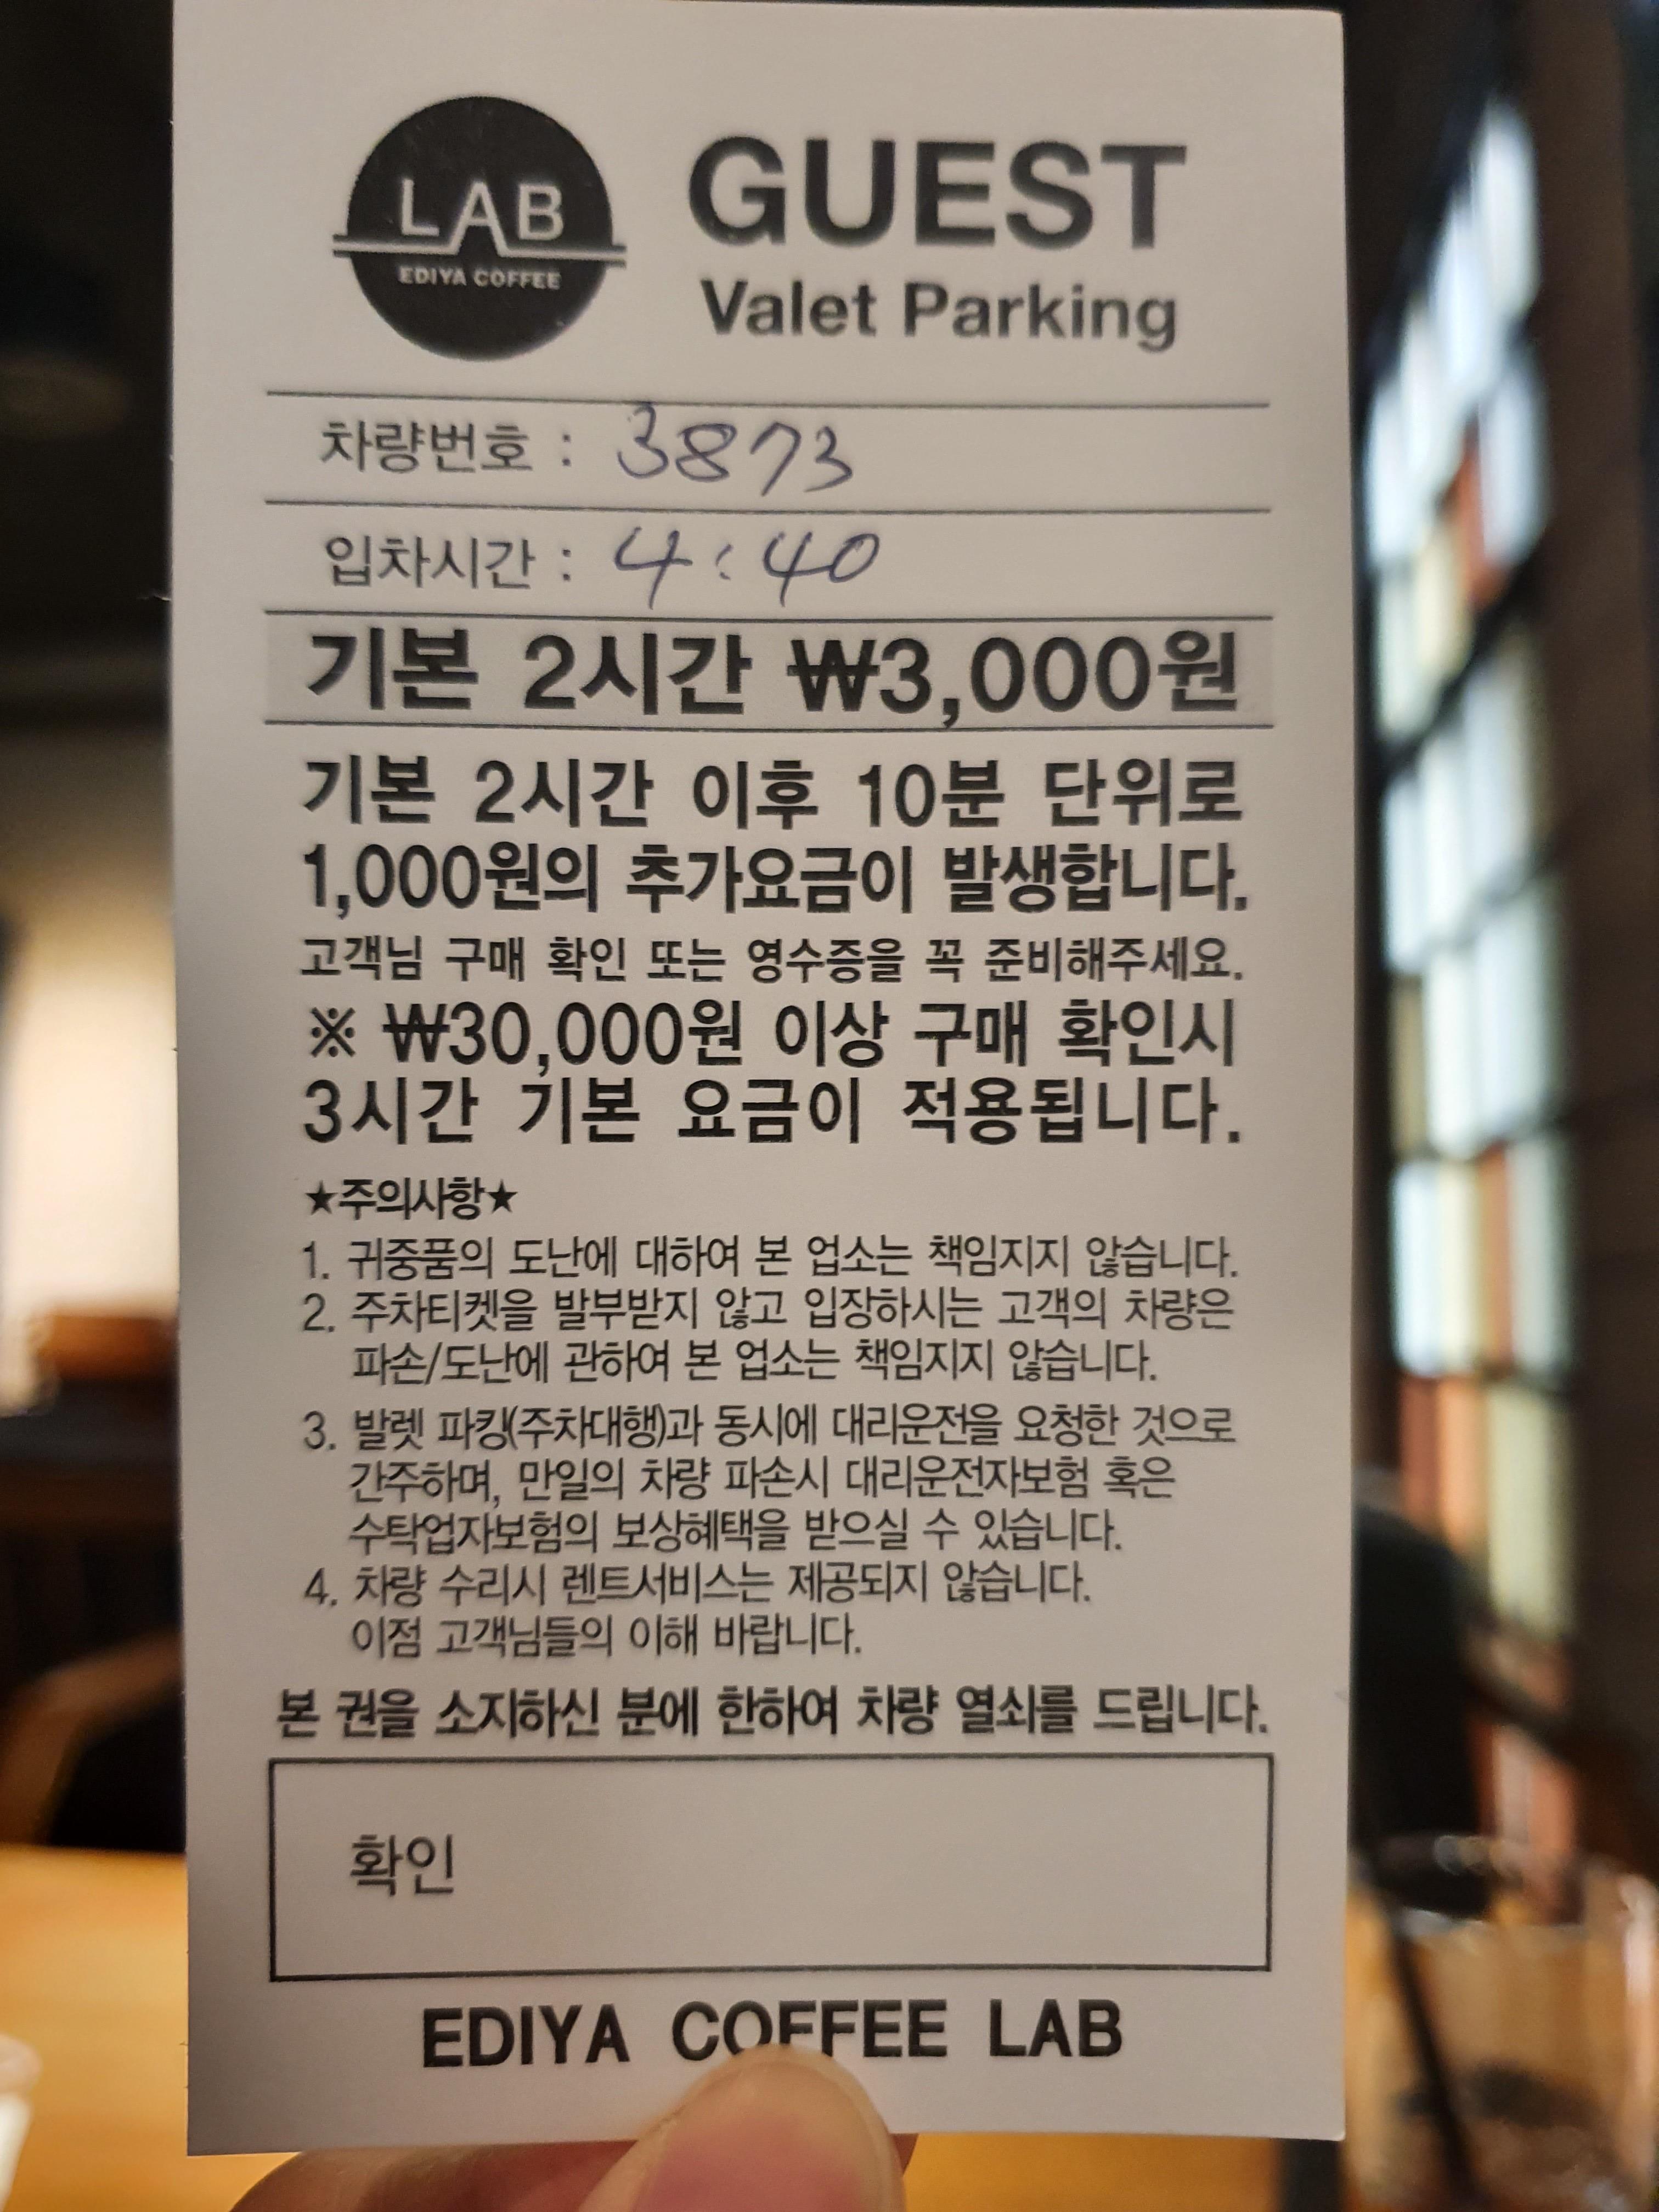 LAB
EDIYA COFFEE
GUEST
Valet Parking
차량번호 : 3873
입차시간 : 4:40
기본 2시간 ₩3,000원
기본 2시간 이후 10분 단위로
1,000원의 추가요금이 발생합니다.
고객님 구매 확인 또는 영수증을 꼭 준비해주세요.
※ ₩30,000원 이상 구매 확인시
3시간 기본 요금이 적용됩니다.
★주의사항★
1. 귀중품의 도난에 대하여 본 업소는 책임지지 않습니다.
2. 주차티켓을 발부받지 않고 입장하시는 고객의 차량은
파손/도난에 관하여 본 업소는 책임지지 않습니다.
3. 발렛 파킹(주차대행)과 동시에 대리운전을 요청한 것으로
간주하며, 만일의 차량 파손시 대리운전자보험 혹은
수탁업자보험의 보상혜택을 받으실 수 있습니다.
4. 차량 수리시 렌트서비스는 제공되지 않습니다.
이점 고객님들의 이해 바랍니다.
본 권을 소지하신 분에 한하여 차량 열쇠를 드립니다.
확인
EDIYA COFFEE LAB